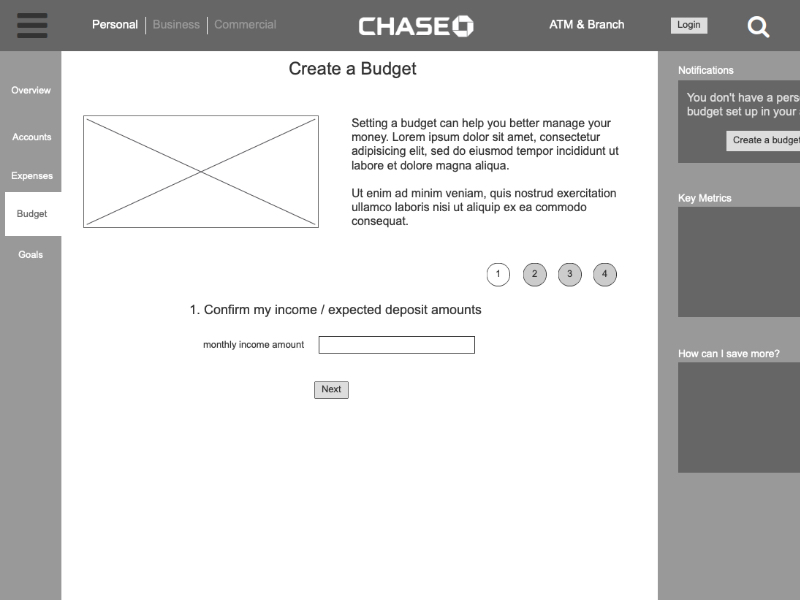 Personal
Business
Commercial
CHASE
ATM & Branch
Login
Overview
Accounts
Expenses
Budget
Goals
Create a Budget
Setting a budget can help you better manage your
money. Lorem ipsum dolor sit amet, consectetur
adipisicing elit, sed do eiusmod tempor incididunt ut
labore et dolore magna aliqua.
Ut enim ad minim veniam, quis nostrud exercitation
ullamco laboris nisi ut aliquip ex ea commodo
consequat.
1 2 3 4
1. Confirm my income / expected deposit amounts
monthly income amount
Next
Notifications
You don't have a pers
budget set up in your
Create a budget
Key Metrics
How can I save more?